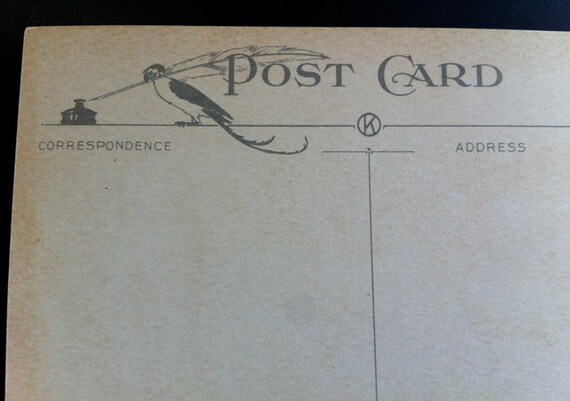 POST CARD
K
CORRESPONDENCE
ADDRESS